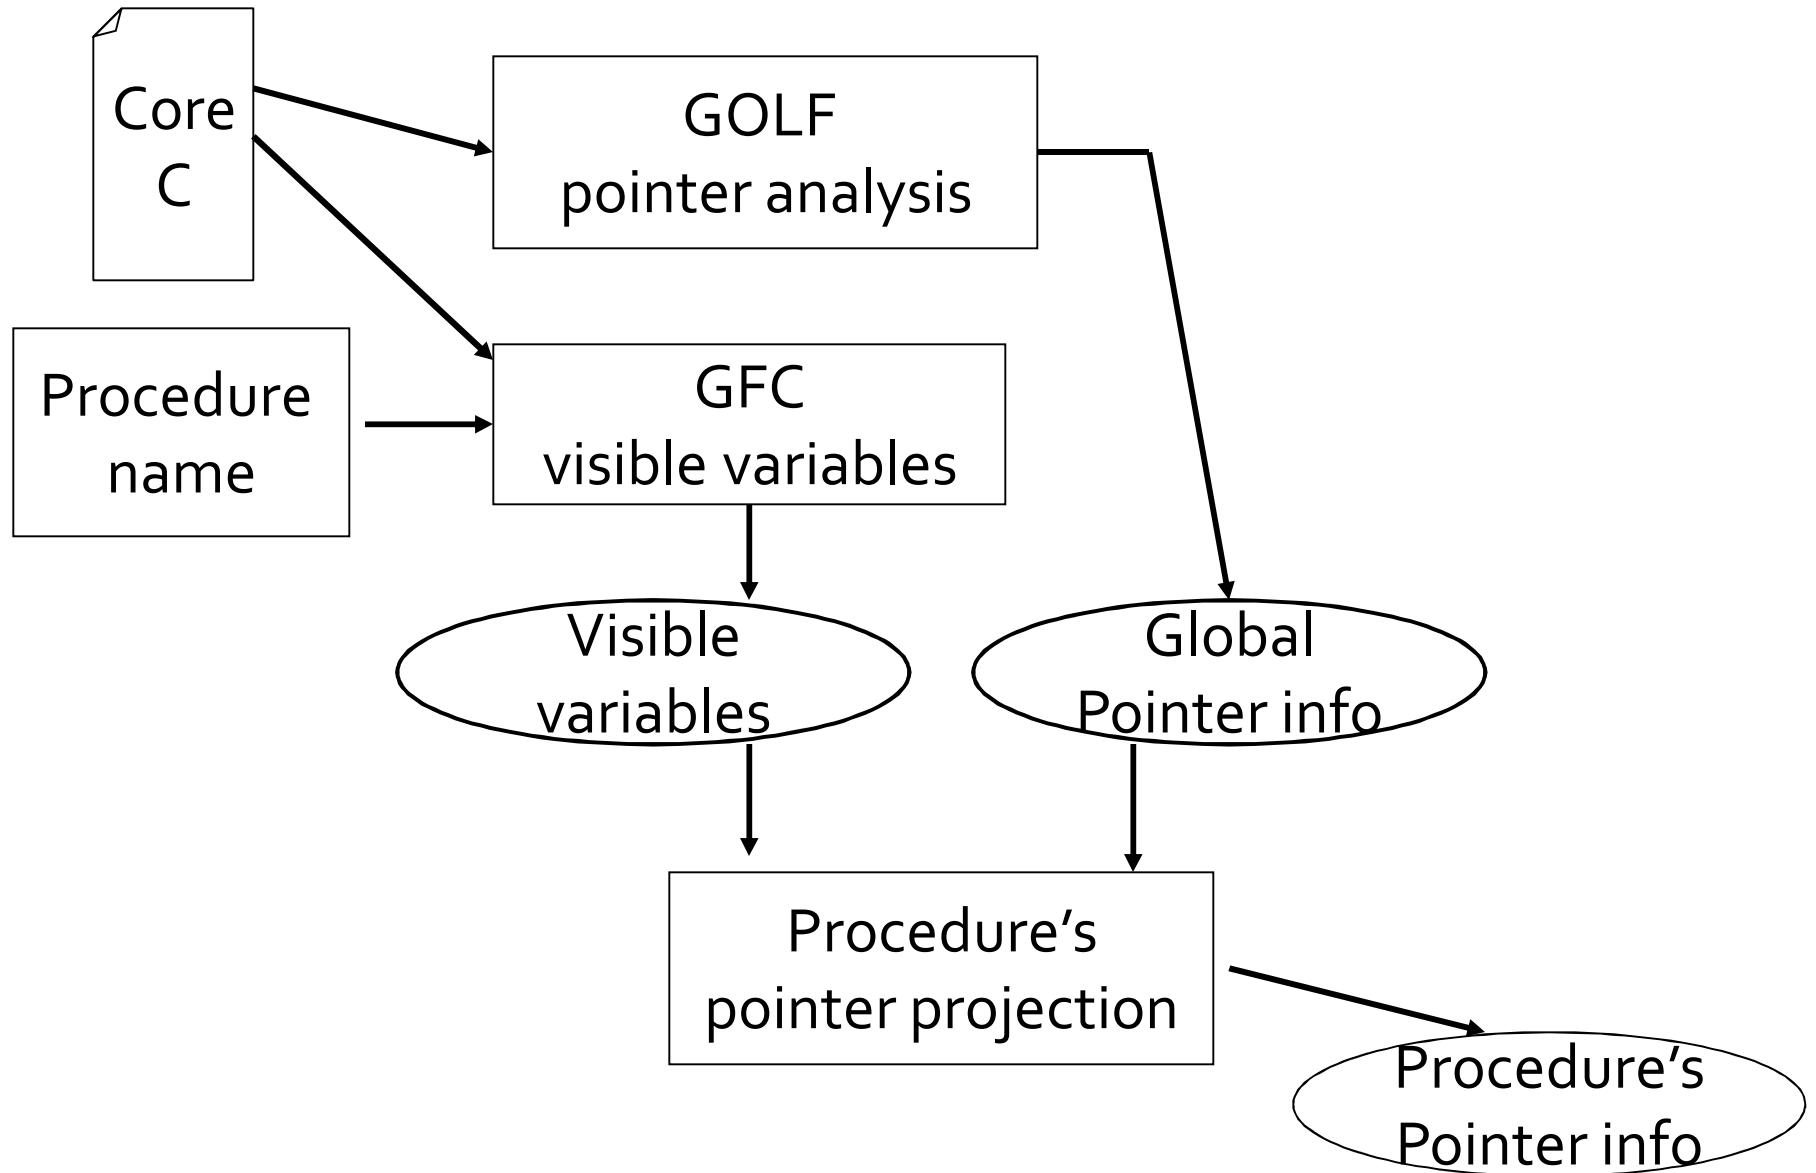 Core
C
GOLF
pointer analysis
Procedure
name
GFC
visible variables
Visible
variables
Global
Pointer info
Procedure’s
pointer projection
Procedure’s
Pointer info